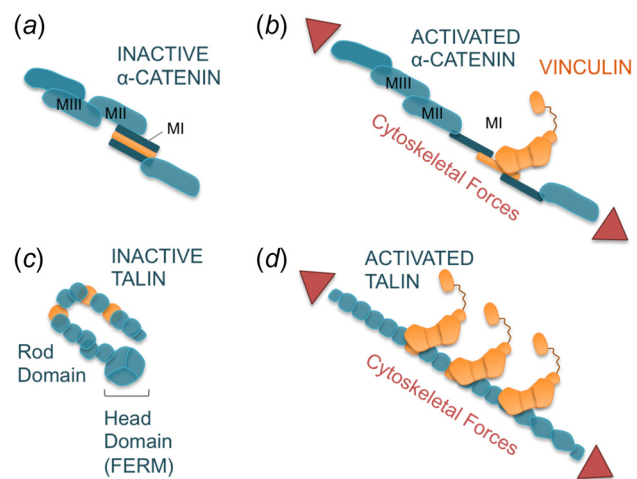 (a)
INACTIVE
α-CATENIN
MIII
MII
MI
(b)
ACTIVATED
α-CATENIN
VINCULIN
MIII
MII
MI
Cytoskeletal Forces
(c)
INACTIVE
TALIN
Rod
Domain
Head
Domain
(FERM)
(d)
ACTIVATED
TALIN
Cytoskeletal Forces